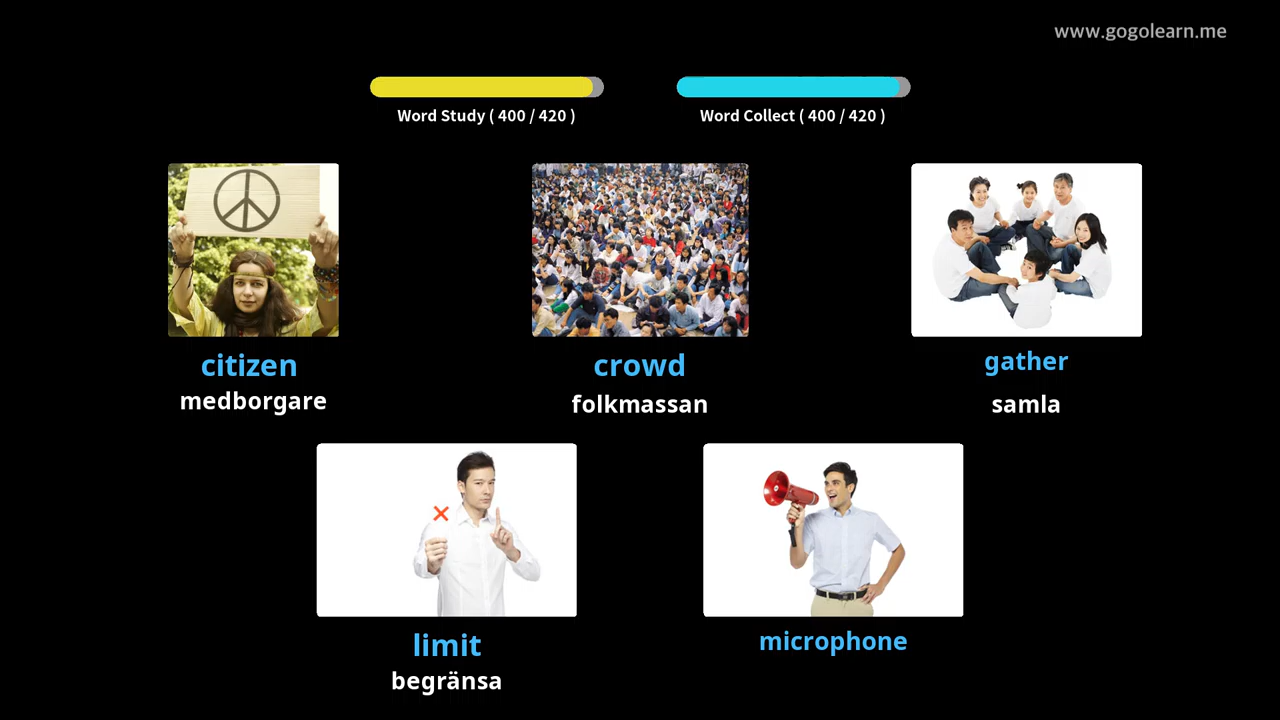 www.gogolearn.me
Word Study ( 400 / 420 )
Word Collect ( 400 / 420 )
citizen
medborgare
crowd
folkmassan
gather
samla
limit
begränsa
microphone